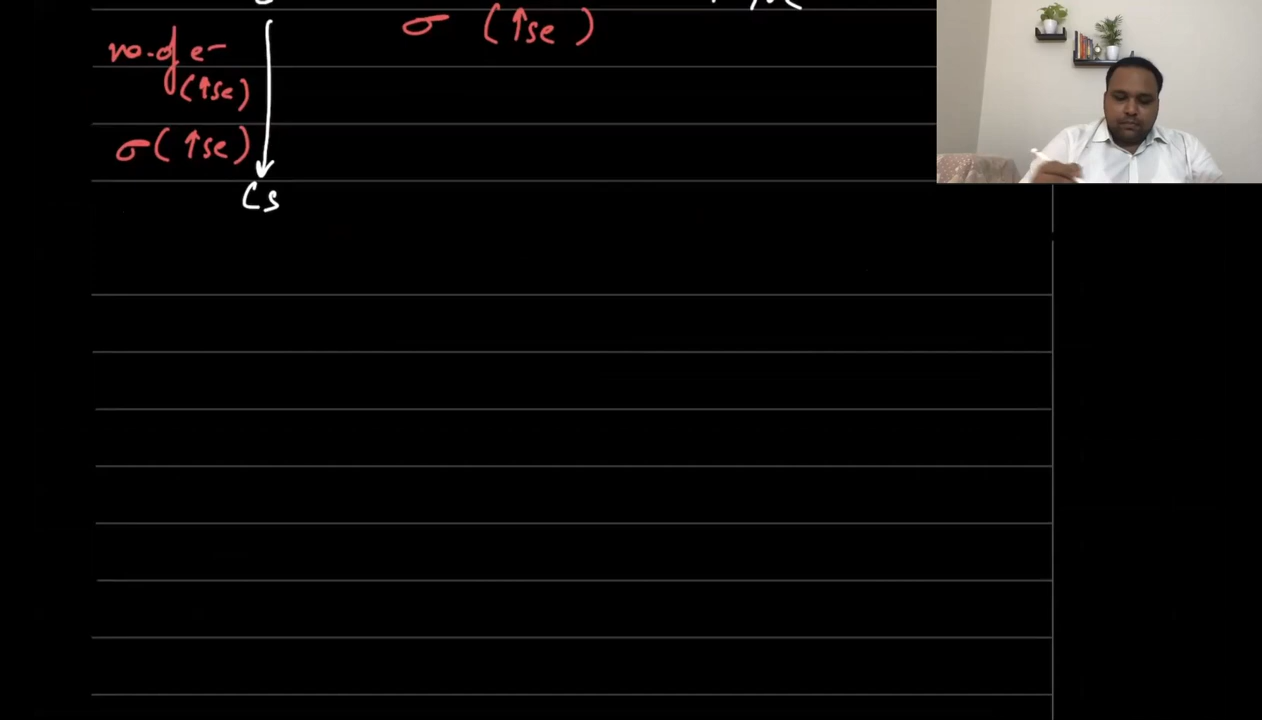 σ (↑se)
no. of e-
(↑se)
σ (↑se)
Cs